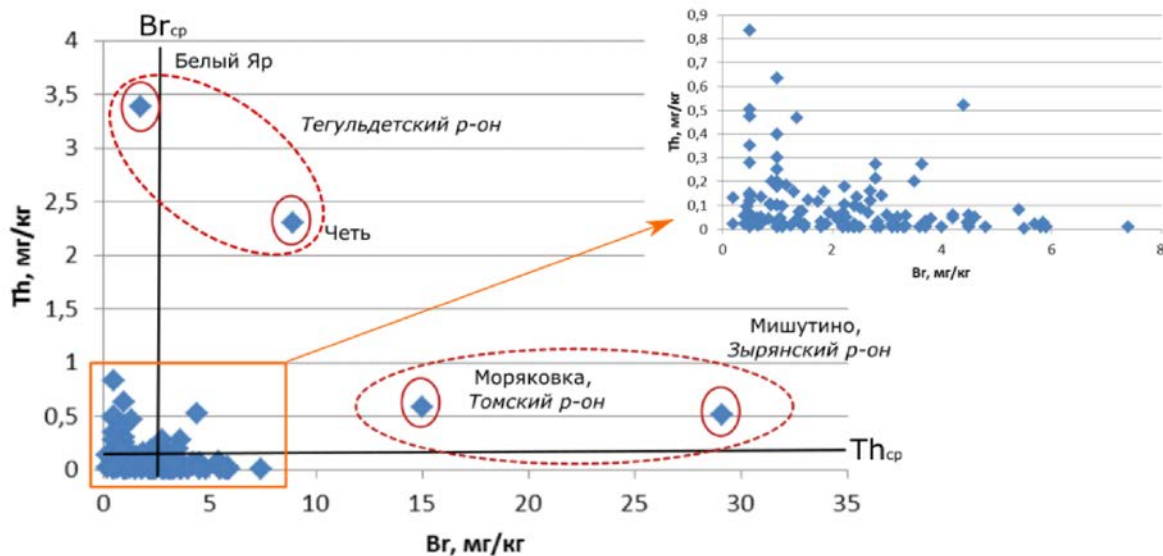 Brср
Th, мг/кг
4
3,5
3
2,5
2
1,5
1
0,5
0
0
5
10
15
20
25
30
35
Br, мг/кг
Белый Яр
Тегульдетский р-он
Четь
Моряковка,
Томский р-он
Мишутино,
Зырянский р-он
Thср
Th, мг/кг
0,9
0,8
0,7
0,6
0,5
0,4
0,3
0,2
0,1
0
0
2
4
6
8
Br, мг/кг